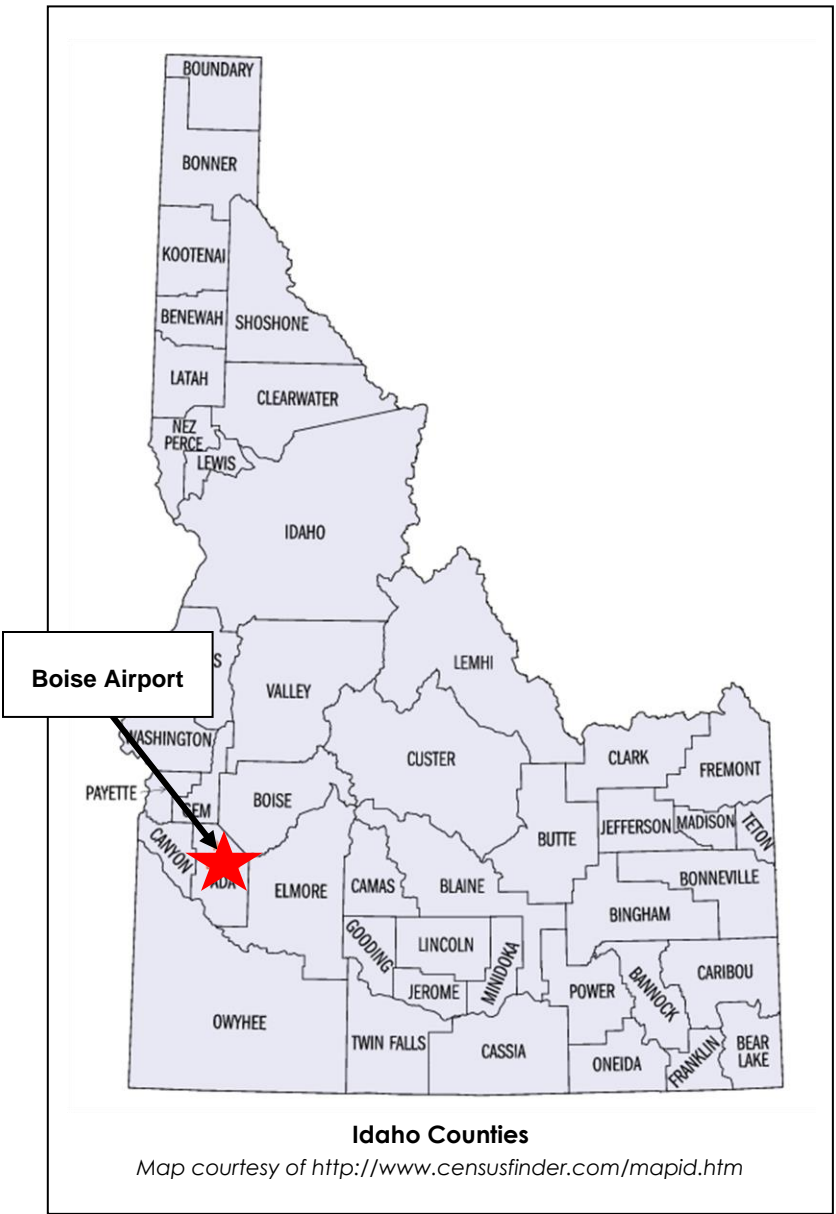 BOUNDARY
BONNER
KOOTENAI
BENEWAH
SHOSHONE
LATAH
CLEARWATER
NEZ
PERCE
LEWIS
IDAHO
S
Boise Airport
LEMHI
VALLEY
WASHINGTON
CUSTER
CLARK
FREMONT
PAYETTE
GEM
BOISE
BUTTE
JEFFERSON
MADISON
TETON
CANYON
ADA
ELMORE
CAMAS
BLAINE
BONNEVILLE
BINGHAM
GOODING
LINCOLN
MINIDOKA
JEROME
POWER
BANNOCK
CARIBOU
OWYHEE
TWIN FALLS
CASSIA
ONEIDA
FRANKLIN
BEAR
LAKE
Idaho Counties
Map courtesy of http://www.censusfinder.com/mapid.htm